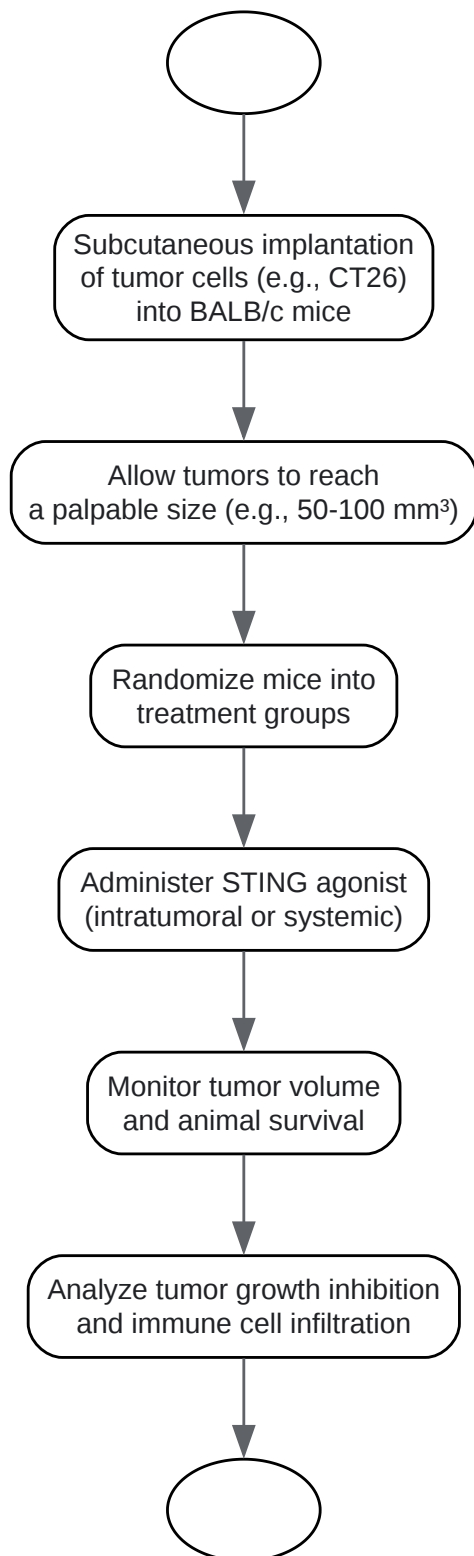 Subcutaneous implantation
of tumor cells (e.g., CT26)
into BALB/c mice
Allow tumors to reach
a palpable size (e.g., 50-100 mm³)
Randomize mice into
treatment groups
Administer STING agonist
(intratumoral or systemic)
Monitor tumor volume
and animal survival
Analyze tumor growth inhibition
and immune cell infiltration